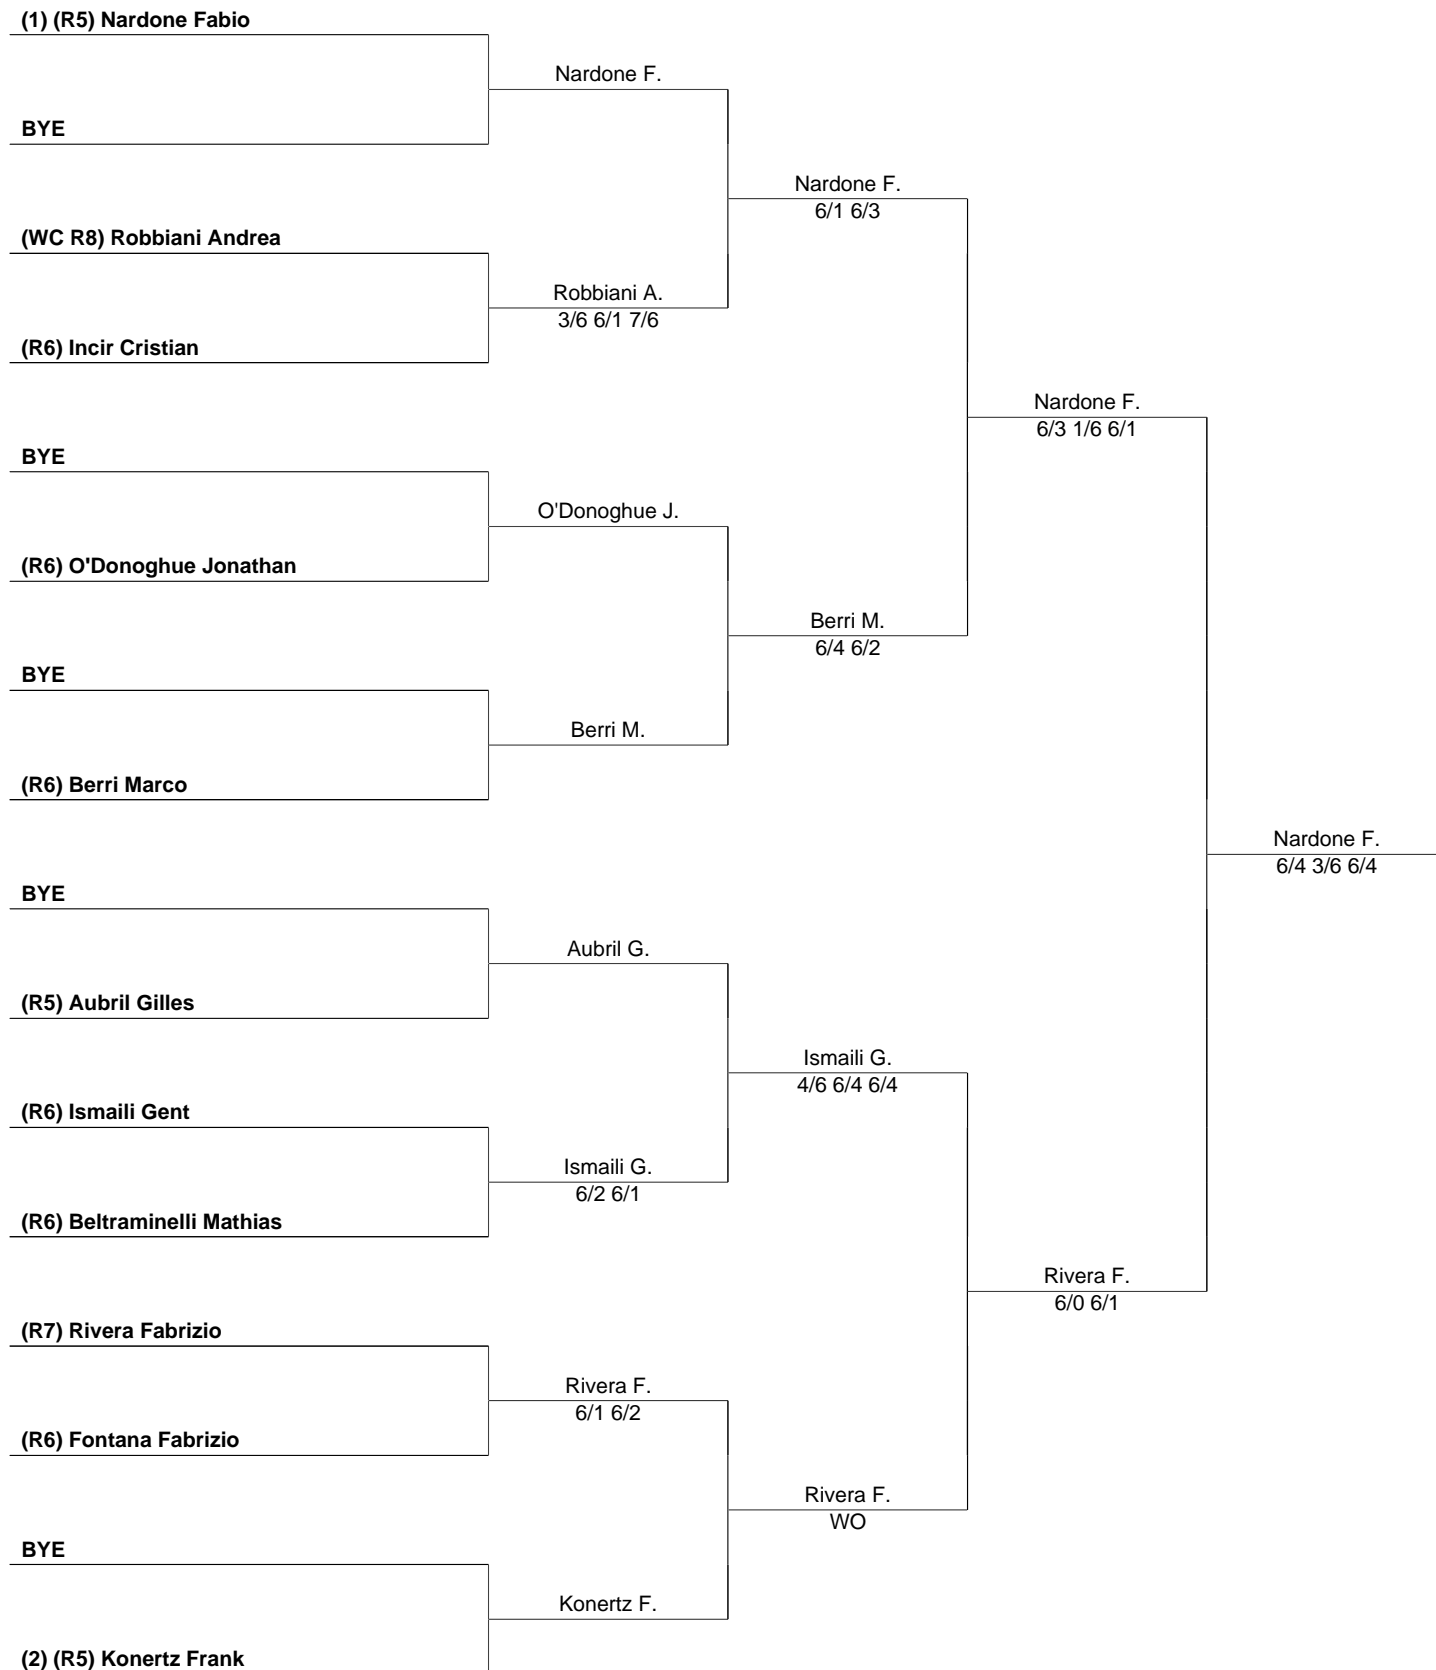 (1) (R5) Nardone Fabio
Nardone F.
BYE
Nardone F.
6/1 6/3
(WC R8) Robbiani Andrea
Robbiani A.
3/6 6/1 7/6
(R6) Incir Cristian
Nardone F.
6/3 1/6 6/1
BYE
O'Donoghue J.
(R6) O'Donoghue Jonathan
Berri M.
6/4 6/2
BYE
Berri M.
(R6) Berri Marco
Nardone F.
6/4 3/6 6/4
BYE
Aubril G.
(R5) Aubril Gilles
Ismaili G.
4/6 6/4 6/4
(R6) Ismaili Gent
Ismaili G.
6/2 6/1
(R6) Beltraminelli Mathias
Rivera F.
6/0 6/1
(R7) Rivera Fabrizio
Rivera F.
6/1 6/2
(R6) Fontana Fabrizio
Rivera F.
WO
BYE
Konertz F.
(2) (R5) Konertz Frank